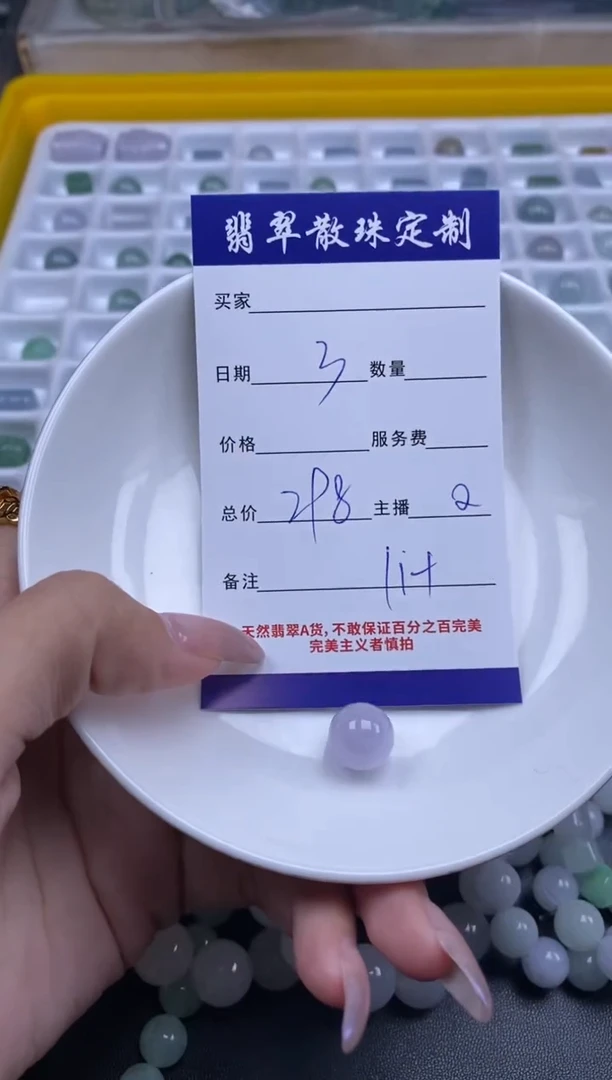 翡翠散珠定制
买家
日期 3 数量
价格 服务费
总价 298 主播 2
备注
天然翡翠A货,不敢保证百分之百完美
完美主义者慎拍